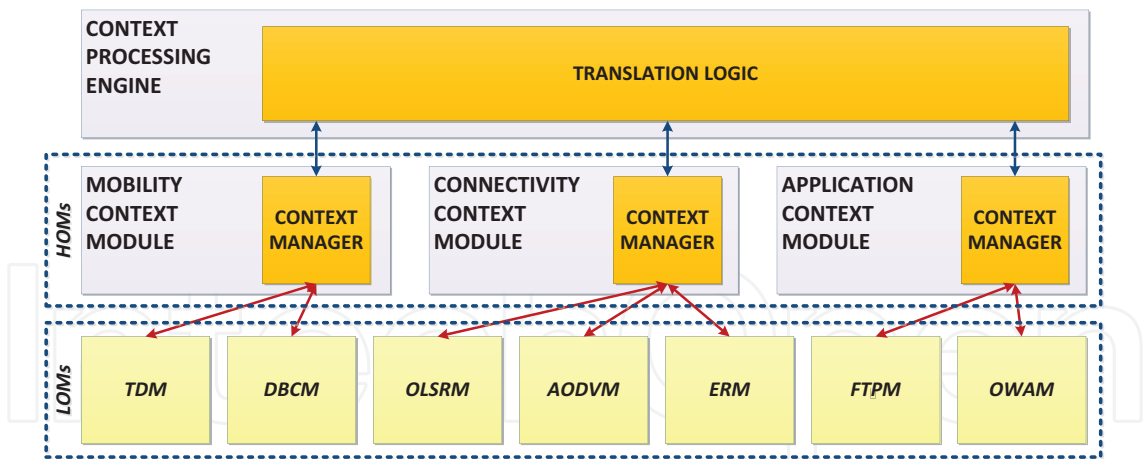 CONTEXT
PROCESSING
ENGINE
TRANSLATION LOGIC
HOMs
MOBILITY
CONTEXT
MODULE
CONTEXT
MANAGER
CONNECTIVITY
CONTEXT
MODULE
CONTEXT
MANAGER
APPLICATION
CONTEXT
MODULE
CONTEXT
MANAGER
LOMs
TDM
DBCM
OLSRM
AODVM
ERM
FTPM
OWAM